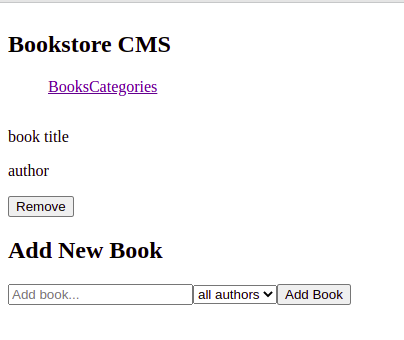 Bookstore CMS
BooksCategories
book title
author
Remove
Add New Book
Add book... all authors Add Book